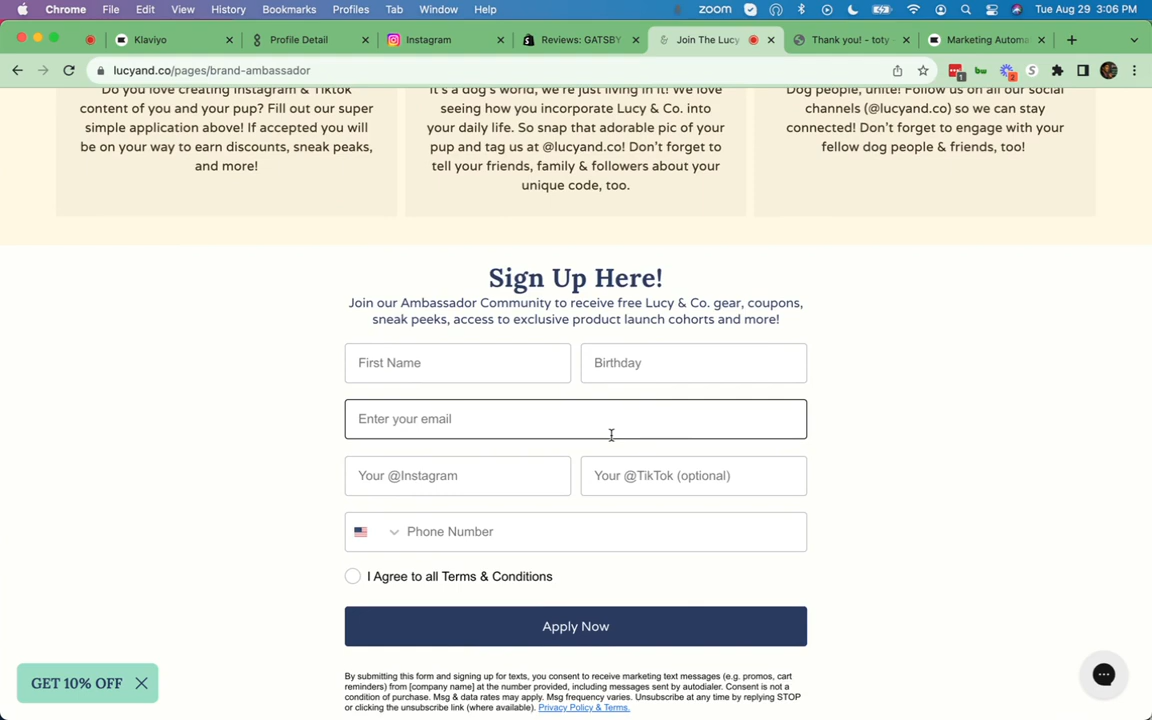 Chrome File Edit View History Bookmarks Profiles Tab Window Help zoom Tue Aug 29 3:06 PM
Klaviyo Profile Detail Instagram Reviews: GATSBY Join The Lucy Thank you! - toty Marketing Automa
lucyand.co/pages/brand-ambassador
Do you love creating Instagram & Tiktok
content of you and your pup? Fill out our super
simple application above! If accepted you will
be on your way to earn discounts, sneak peaks,
and more!
It's a dog's world, we're just living in it! We love
seeing how you incorporate Lucy & Co. into
your daily life. So snap that adorable pic of your
pup and tag us at @lucyand.co! Don't forget to
tell your friends, family & followers about your
unique code, too.
Dog people, unite! Follow us on all our social
channels (@lucyand.co) so we can stay
connected! Don't forget to engage with your
fellow dog people & friends, too!
Sign Up Here!
Join our Ambassador Community to receive free Lucy & Co. gear, coupons,
sneak peeks, access to exclusive product launch cohorts and more!
First Name Birthday
Enter your email
Your @Instagram Your @TikTok (optional)
Phone Number
I Agree to all Terms & Conditions
Apply Now
By submitting this form and signing up for texts, you consent to receive marketing text messages (e.g. promos, cart
reminders) from [company name] at the number provided, including messages sent by autodialer. Consent is not a
condition of purchase. Msg & data rates may apply. Msg frequency varies. Unsubscribe at any time by replying STOP
or clicking the unsubscribe link (where available). Privacy Policy & Terms.
GET 10% OFF